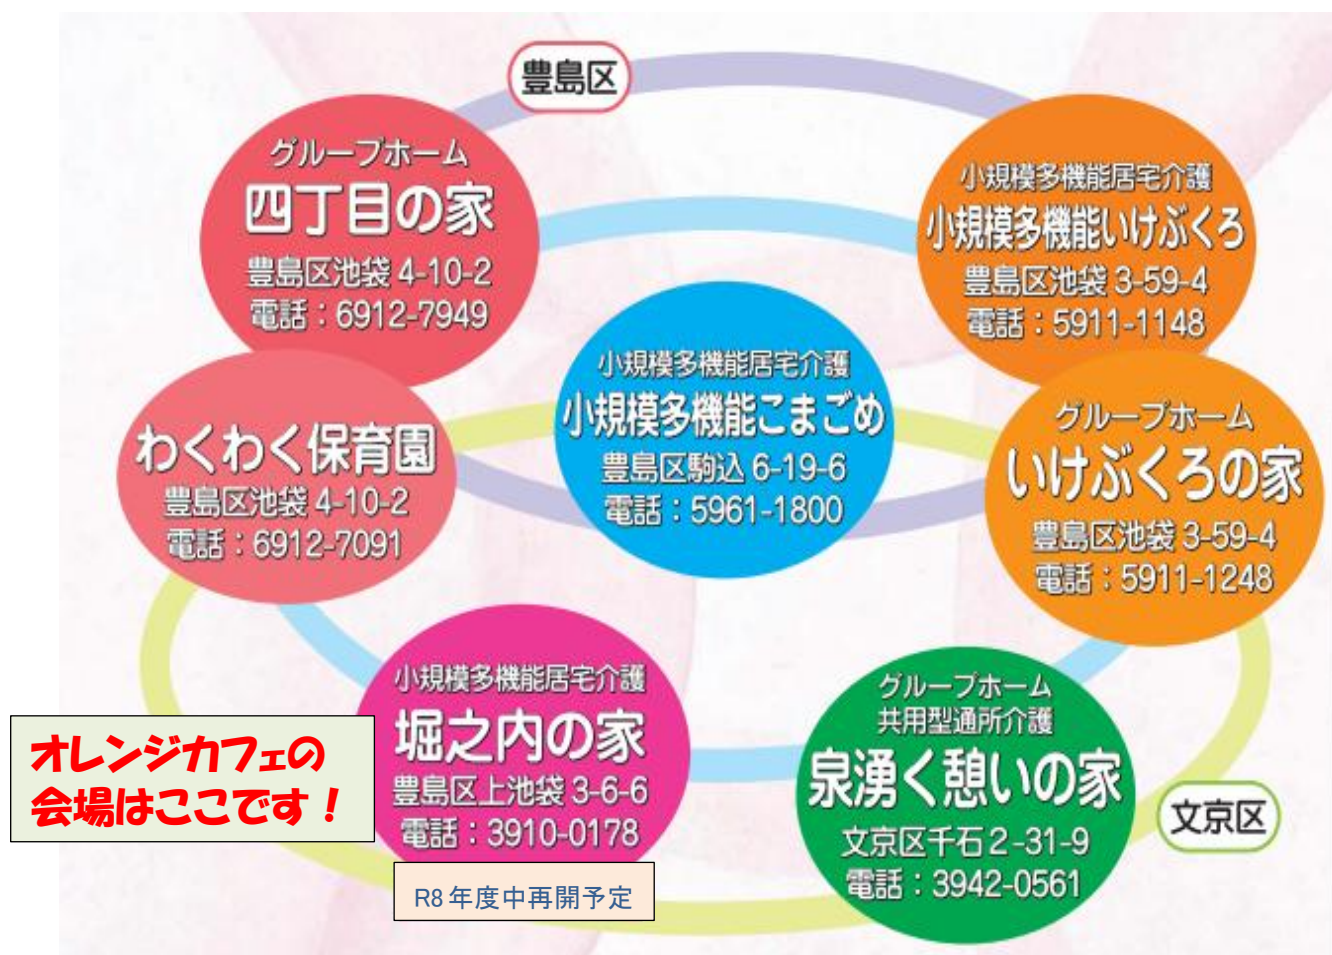 豊島区
グループホーム
四丁目の家
豊島区池袋 4-10-2
電話：6912-7949
小規模多機能居宅介護
小規模多機能いけぶくろ
豊島区池袋 3-59-4
電話：5911-1148
小規模多機能居宅介護
小規模多機能こまごめ
豊島区駒込 6-19-6
電話：5961-1800
わくわく保育園
豊島区池袋 4-10-2
電話：6912-7091
グループホーム
いけぶくろの家
豊島区池袋 3-59-4
電話：5911-1248
オレンジカフェの
会場はここです！
小規模多機能居宅介護
堀之内の家
豊島区上池袋 3-6-6
電話：3910-0178
R8 年度中再開予定
グループホーム
共用型通所介護
泉湧く憩いの家
文京区千石 2-31-9
電話：3942-0561
文京区